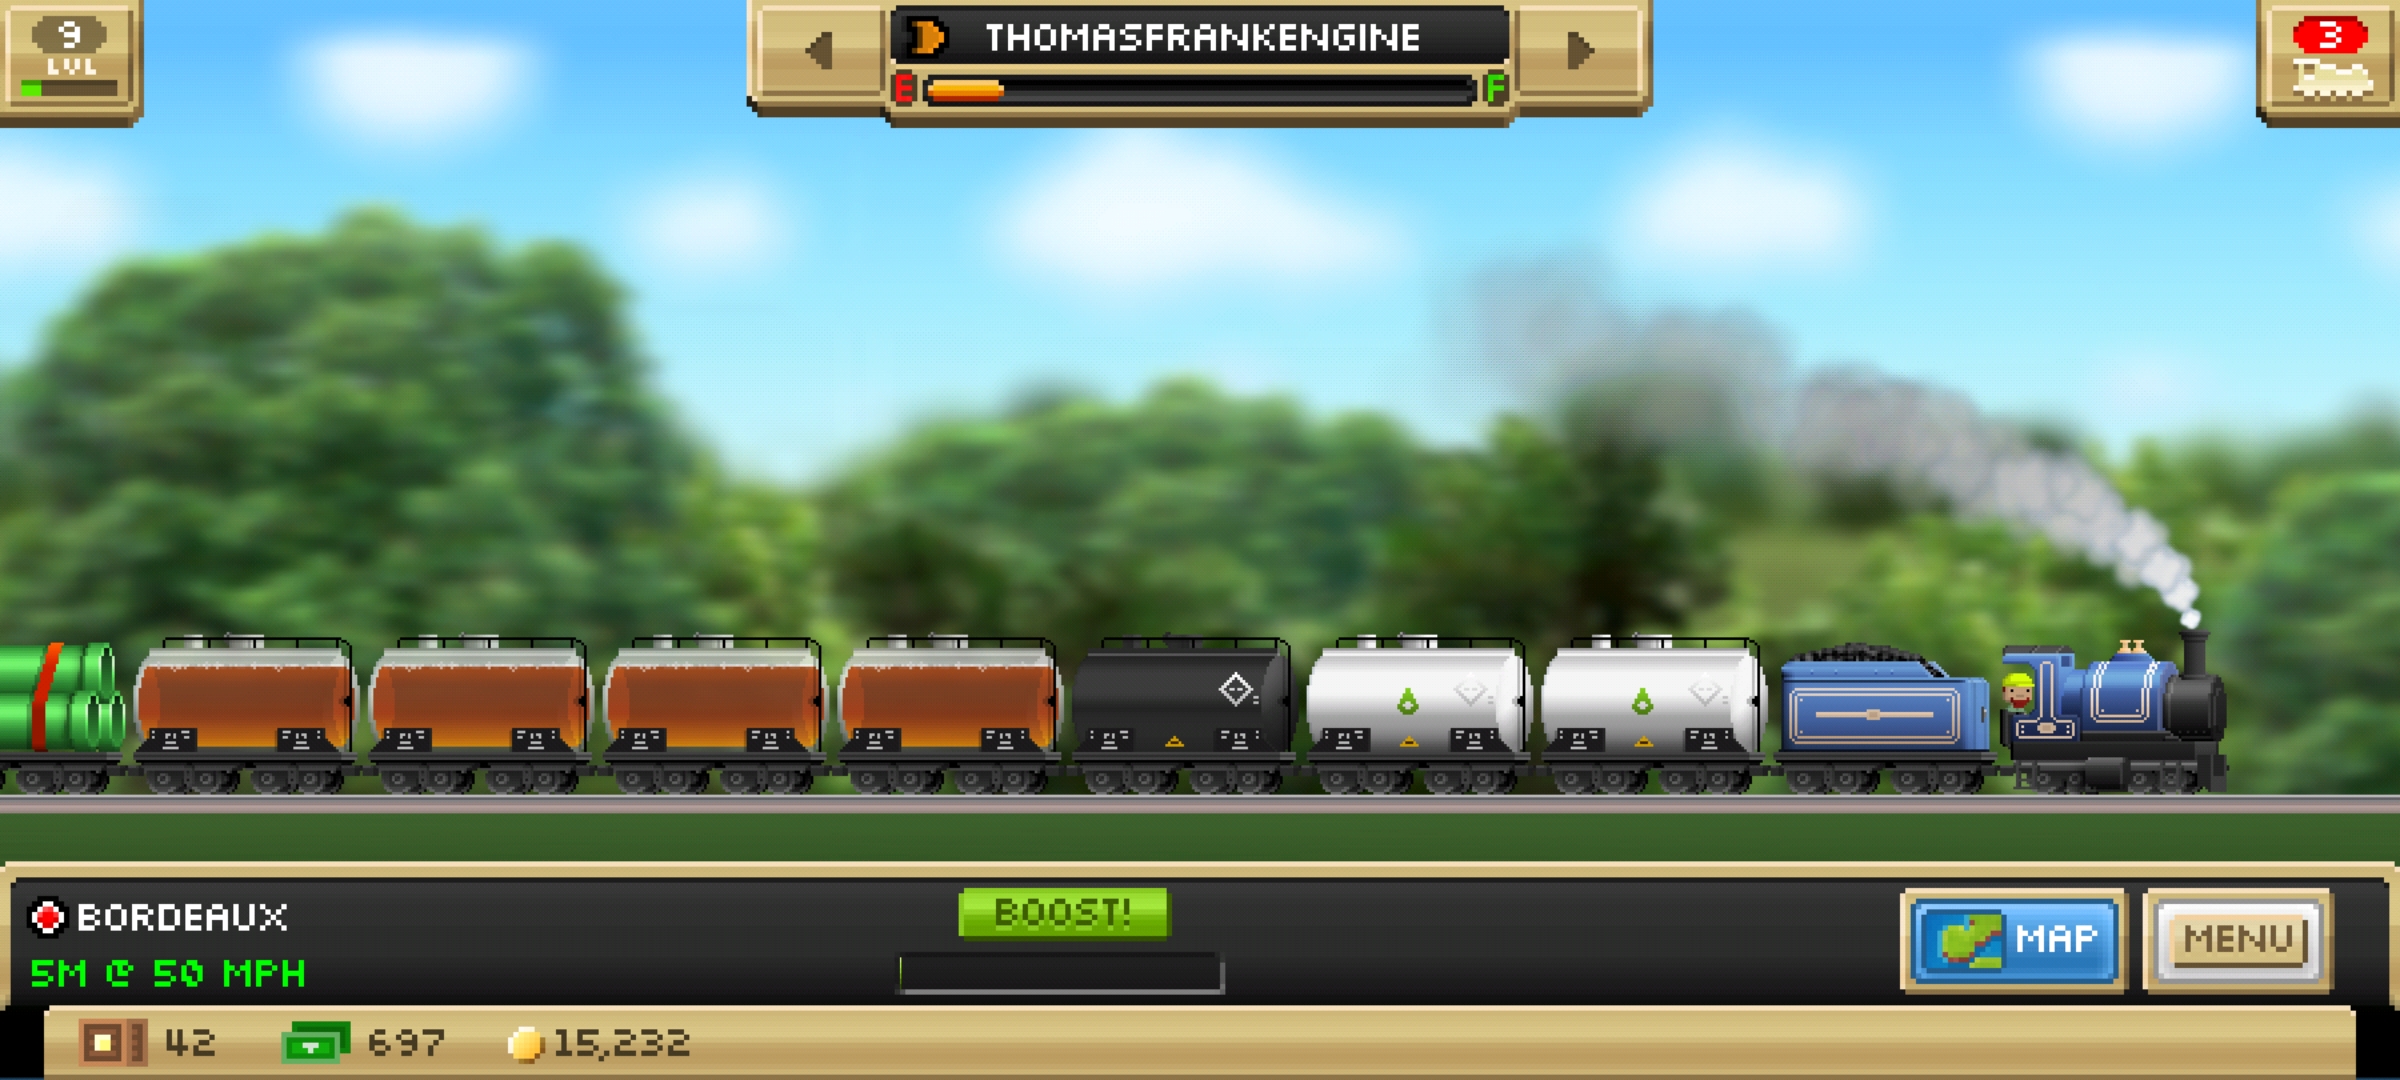 9
LVL
THOMASFRANKENGINE
E F
3
BORDEAUX
5M @ 50 MPH
BOOST!
MAP
MENU
42 697 15,232